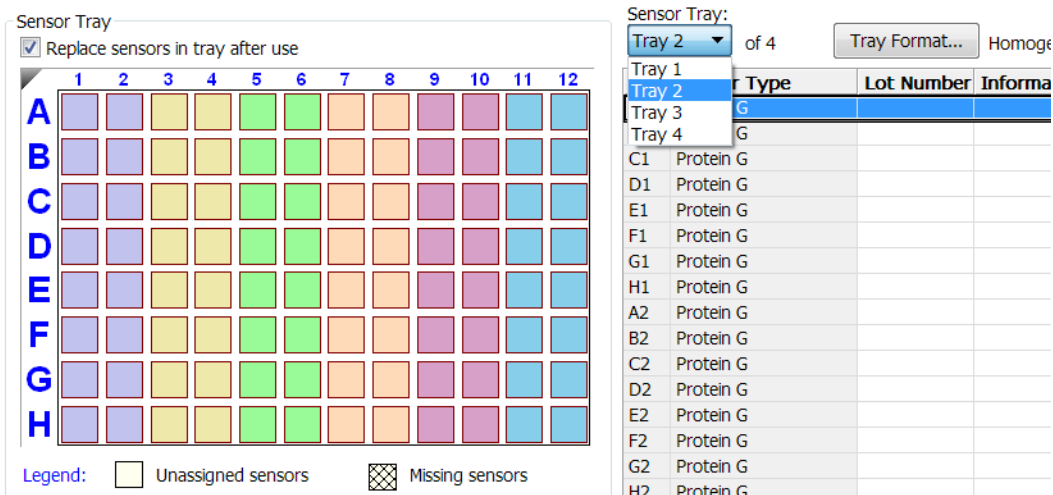 Sensor Tray
Replace sensors in tray after use
1 2 3 4 5 6 7 8 9 10 11 12
A
B
C
D
E
F
G
H
Legend: Unassigned sensors Missing sensors
Sensor Tray:
Tray 2 of 4 Tray Format...
Tray 1
Tray 2
Tray 3
Tray 4
Type Lot Number
G
G
C1 Protein G
D1 Protein G
E1 Protein G
F1 Protein G
G1 Protein G
H1 Protein G
A2 Protein G
B2 Protein G
C2 Protein G
D2 Protein G
E2 Protein G
F2 Protein G
G2 Protein G
H2 Protein G